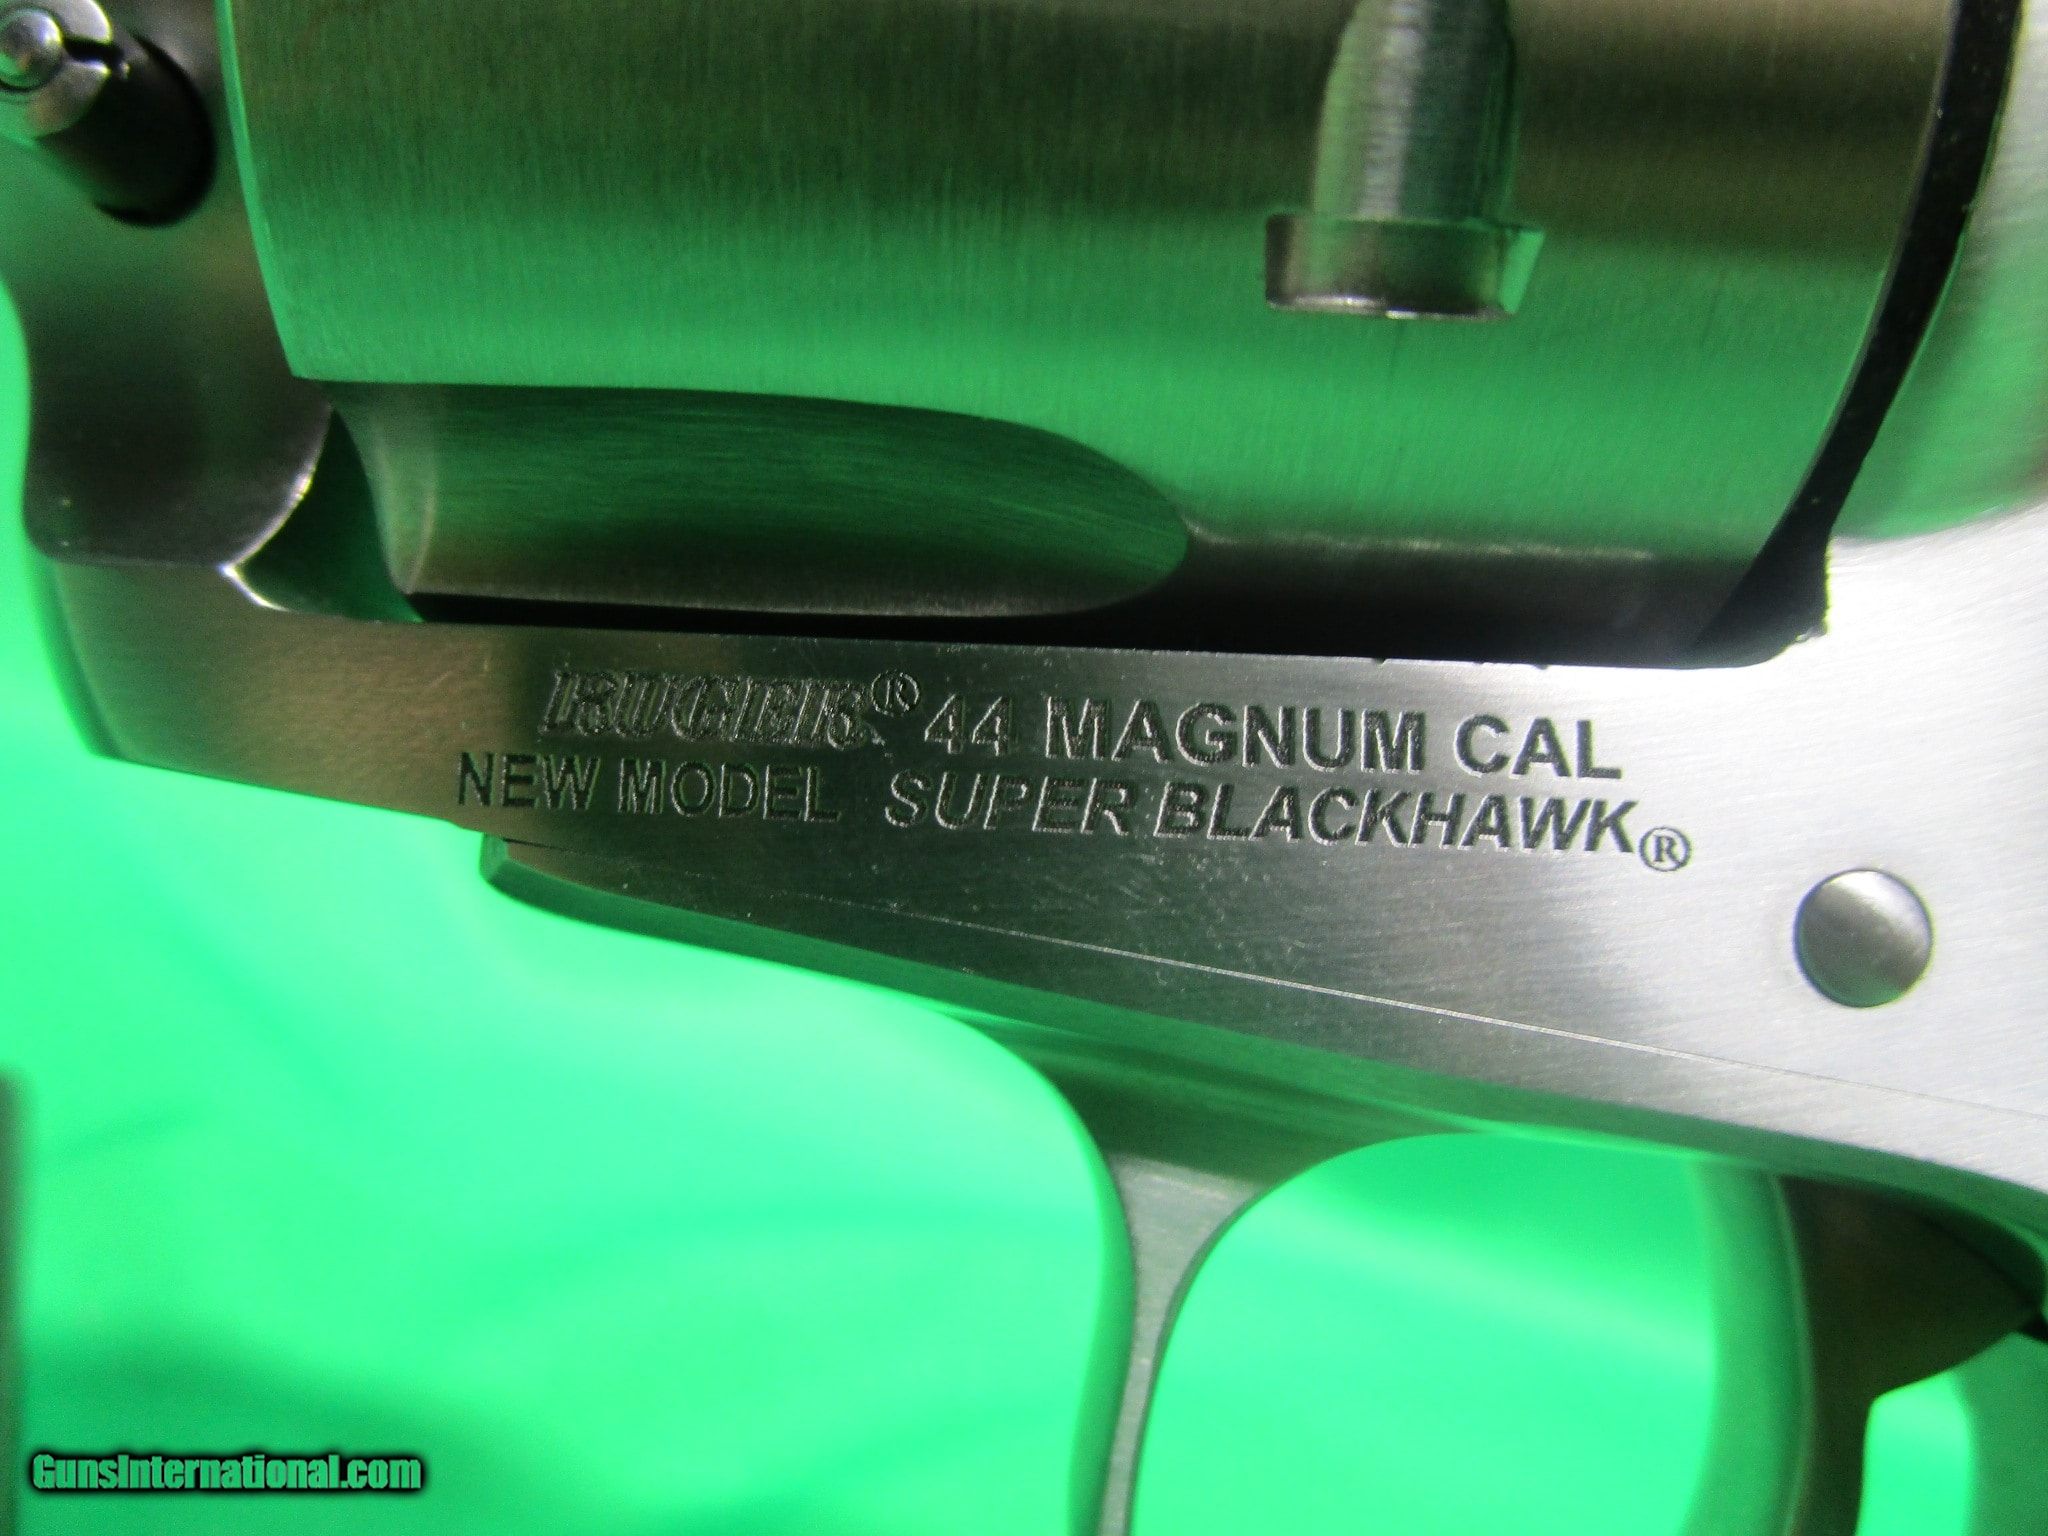 RUGER® 44 MAGNUM CAL
NEW MODEL SUPER BLACKHAWK®
GunsInternational.com